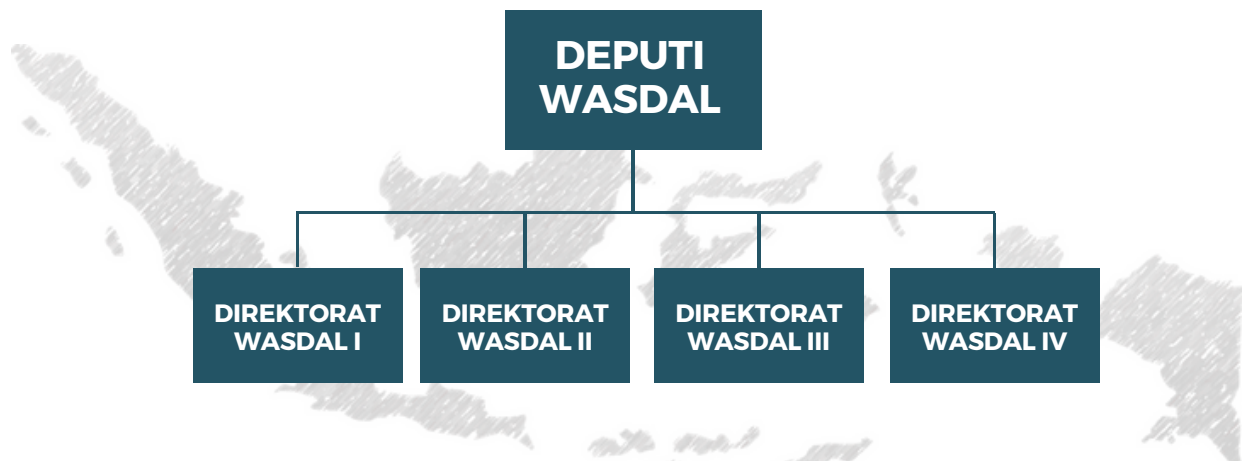 DEPUTI
WASDAL
DIREKTORAT
WASDAL I
DIREKTORAT
WASDAL II
DIREKTORAT
WASDAL III
DIREKTORAT
WASDAL IV